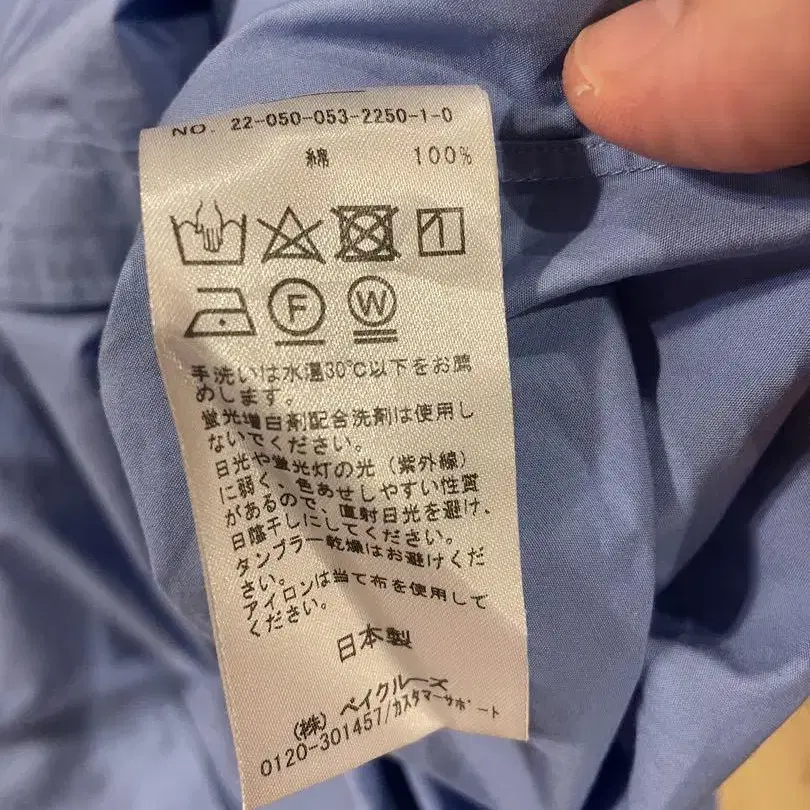 NO. 22-050-053-2250-1-0
綿 100%
F W
手洗いは水温30℃以下をお薦
めします。
蛍光増白剤配合洗剤は使用し
ないでください。
日光や蛍光灯の光（紫外線）
に弱く、色あせしやすい性質
があるので、直射日光を避け、
日陰干しにしてください。
タンブラー乾燥はお避けくだ
さい。
アイロンは当て布を使用して
ください。
日本製
（株）ベイクルーズ
0120-301457/カスタマーサポート